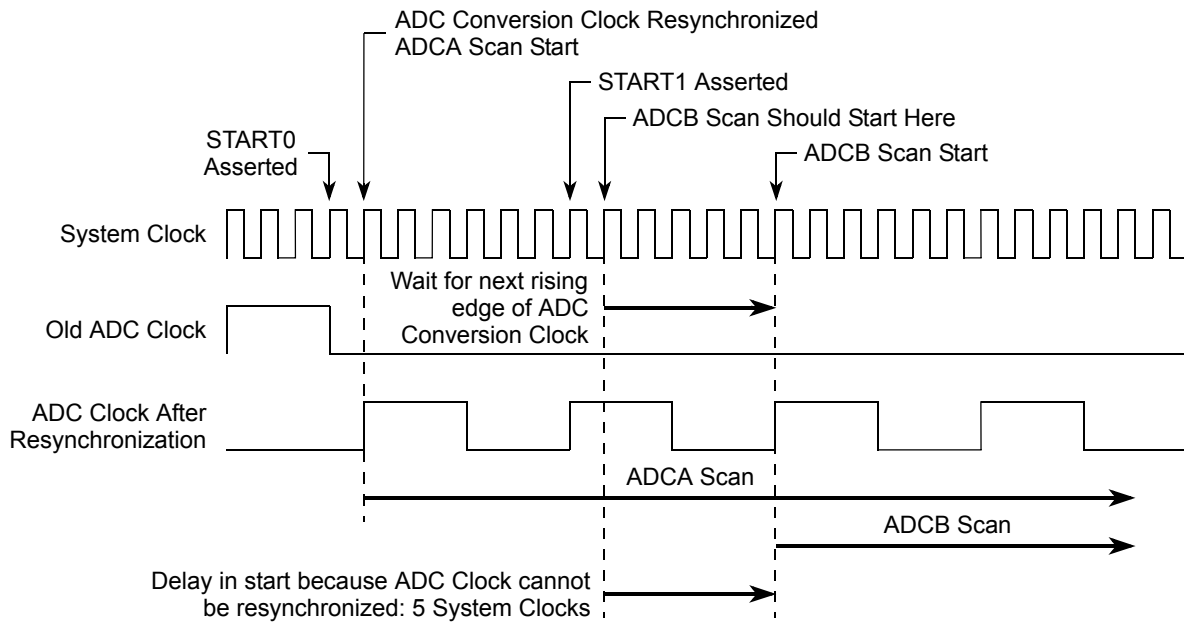 ADC Conversion Clock Resynchronized
ADCA Scan Start
START1 Asserted
ADCB Scan Should Start Here
START0
Asserted
ADCB Scan Start
System Clock
Wait for next rising
edge of ADC
Conversion Clock
Old ADC Clock
ADC Clock After
Resynchronization
ADCA Scan
ADCB Scan
Delay in start because ADC Clock cannot
be resynchronized: 5 System Clocks